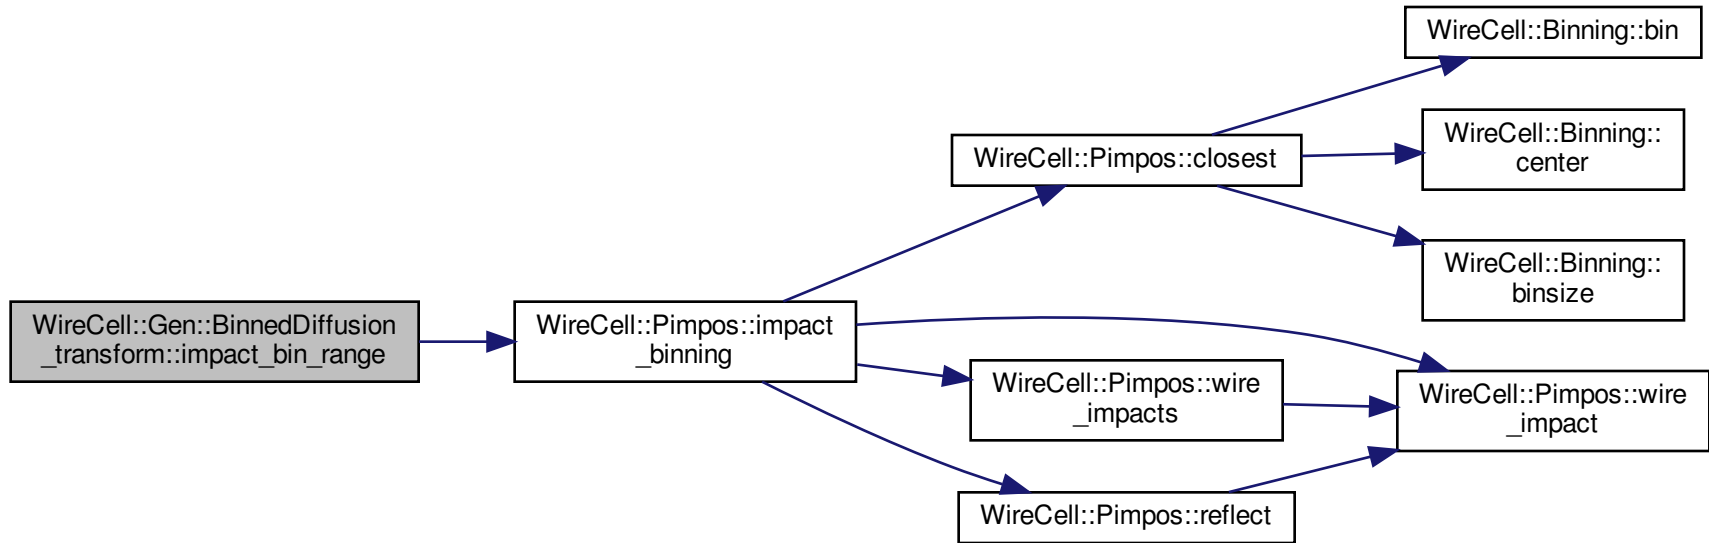 WireCell::Gen::BinnedDiffusion
_transform::impact_bin_range
WireCell::Pimpos::impact
_binning
WireCell::Pimpos::closest
WireCell::Binning::bin
WireCell::Binning::
center
WireCell::Binning::
binsize
WireCell::Pimpos::wire
_impacts
WireCell::Pimpos::wire
_impact
WireCell::Pimpos::reflect